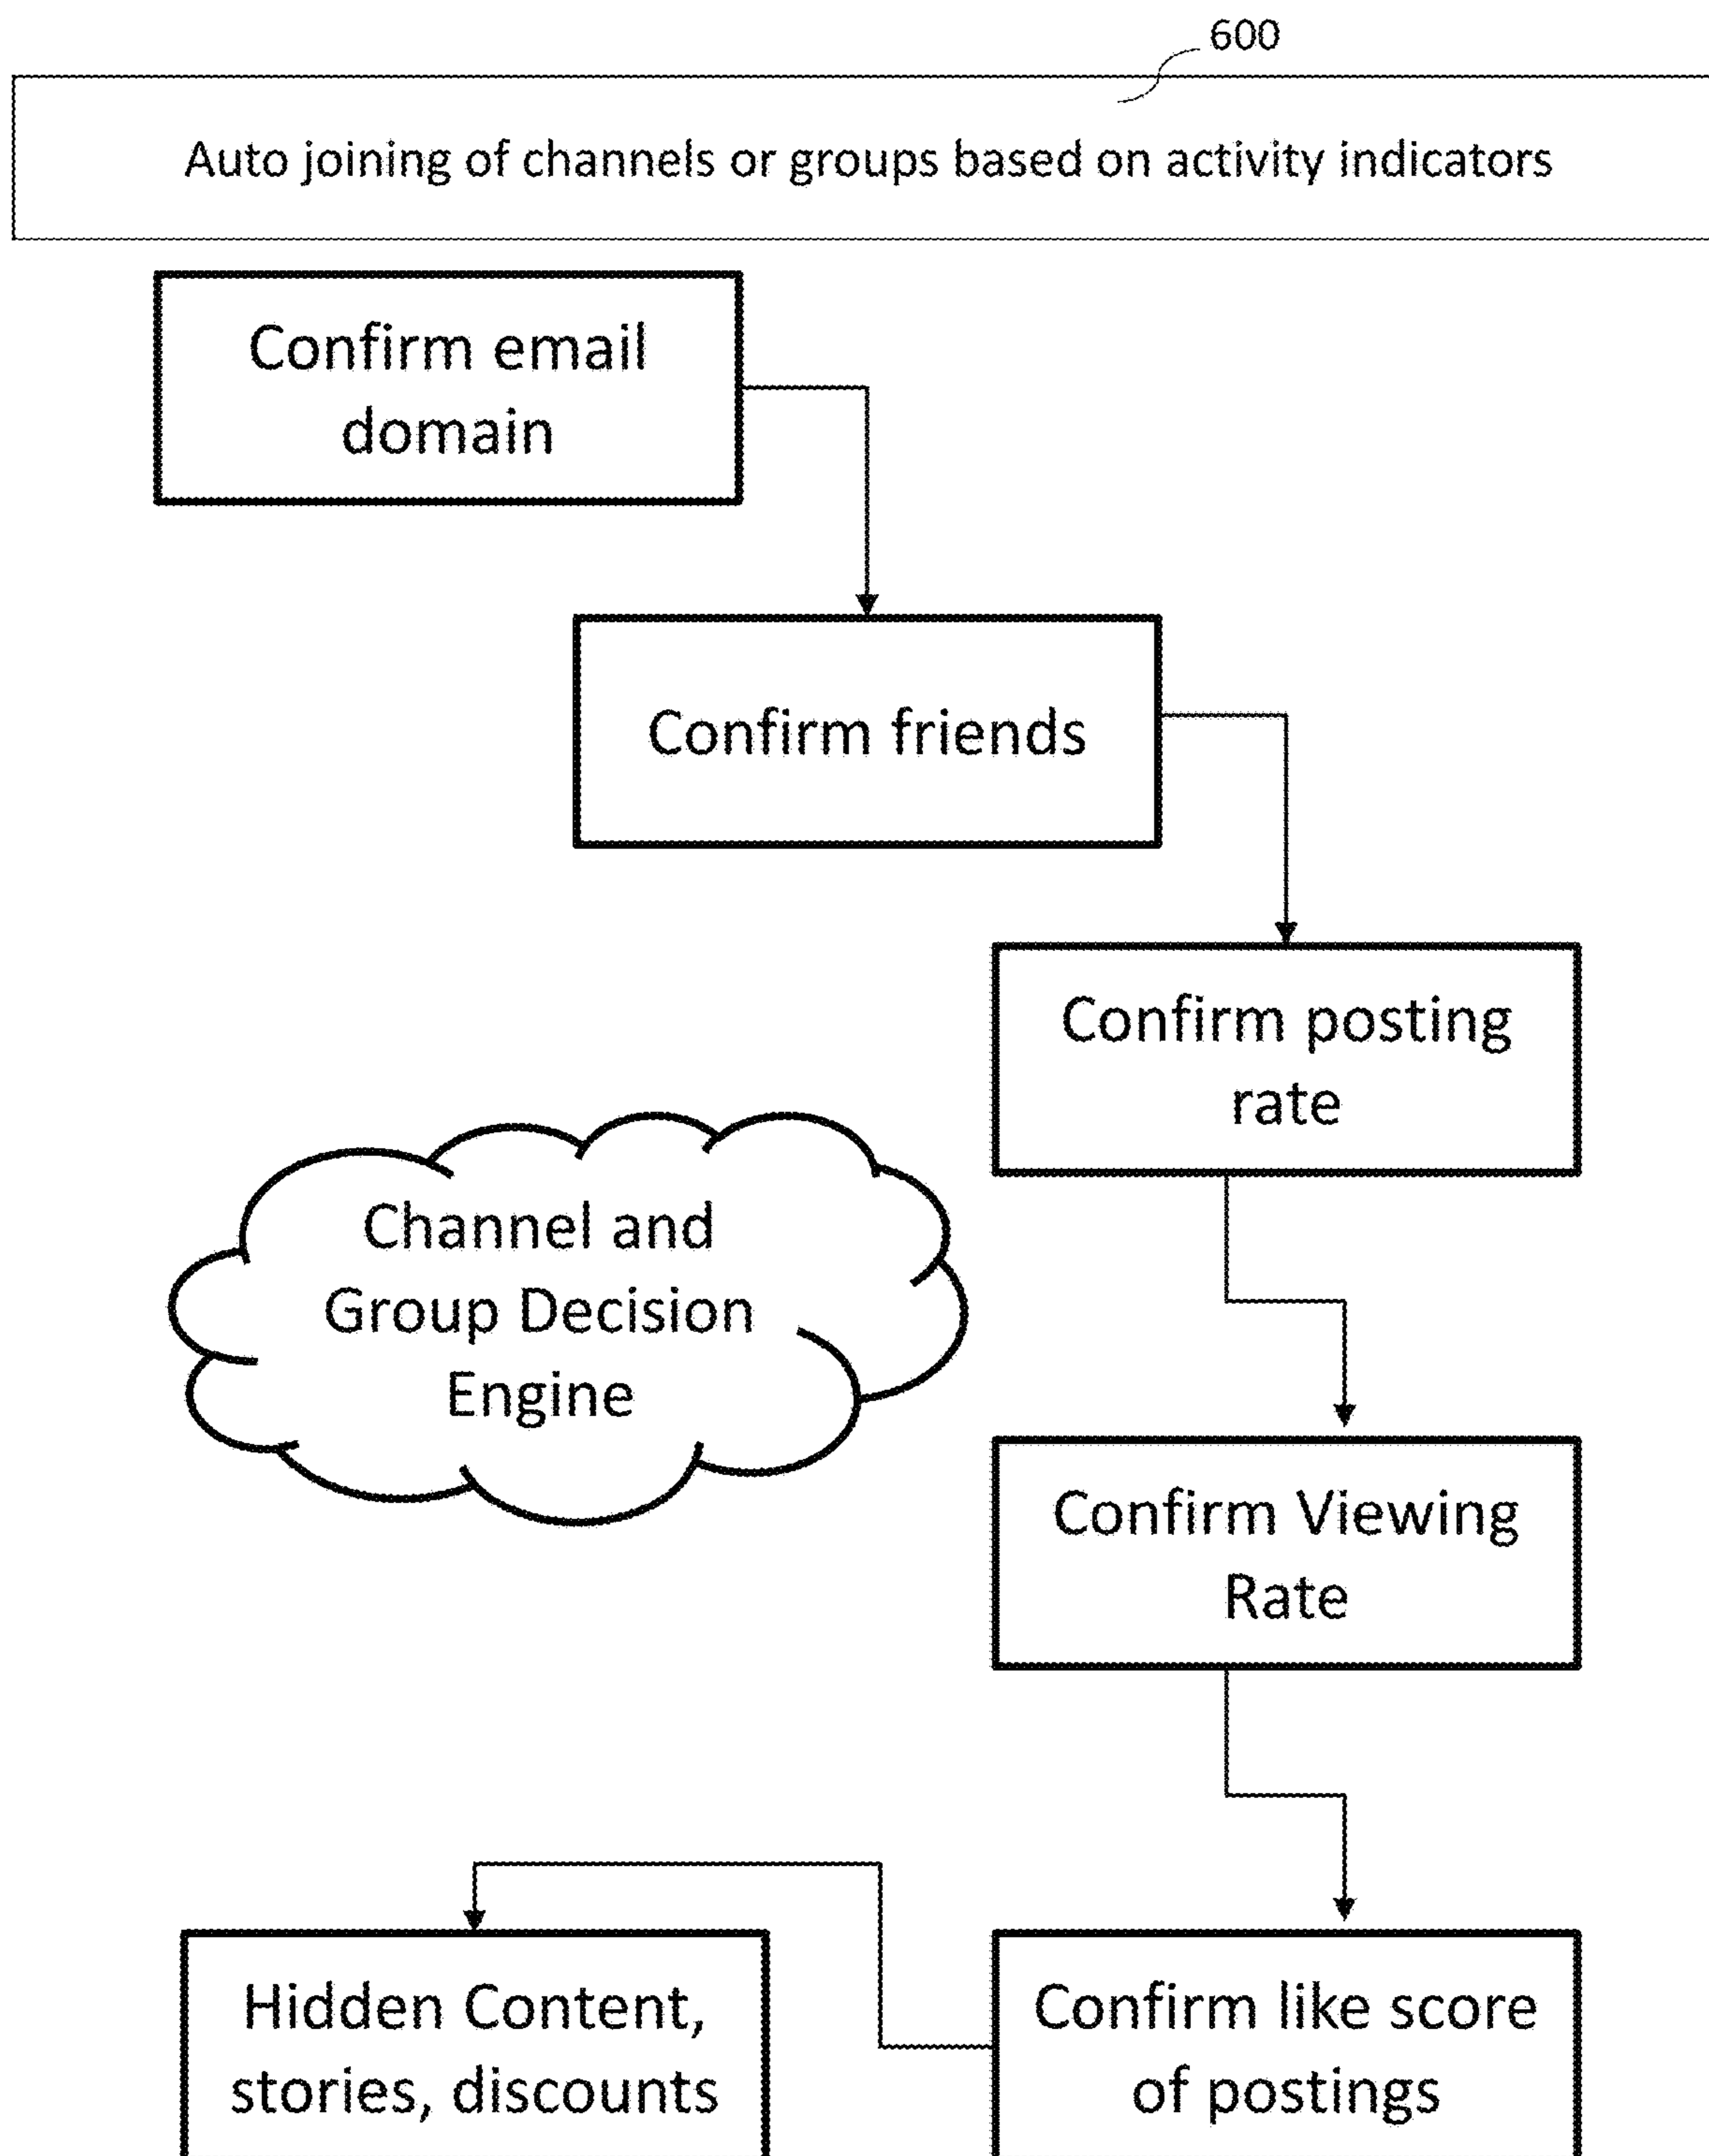 600
Auto joining of channels or groups based on activity indicators
Confirm email
domain
Confirm friends
Confirm posting
rate
Channel and
Group Decision
Engine
Confirm Viewing
Rate
Hidden Content,
stories, discounts
Confirm like score
of postings